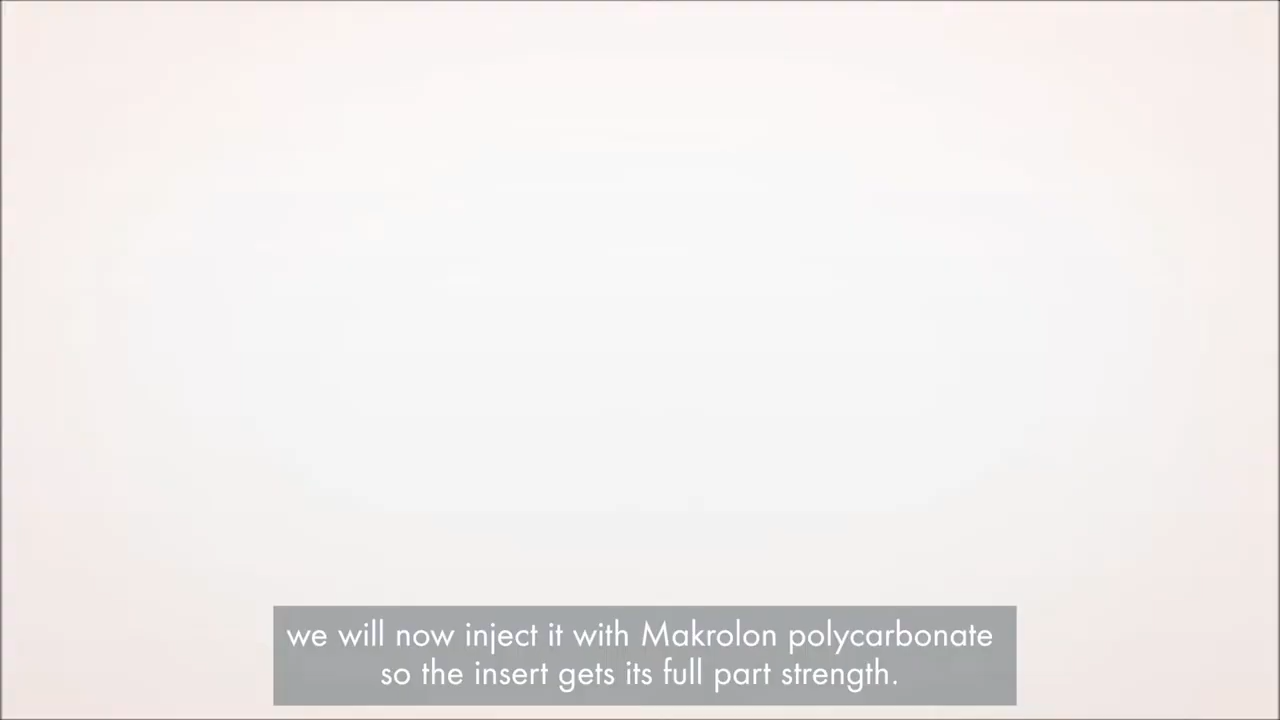 we will now inject it with Makrolon polycarbonate
so the insert gets its full part strength.